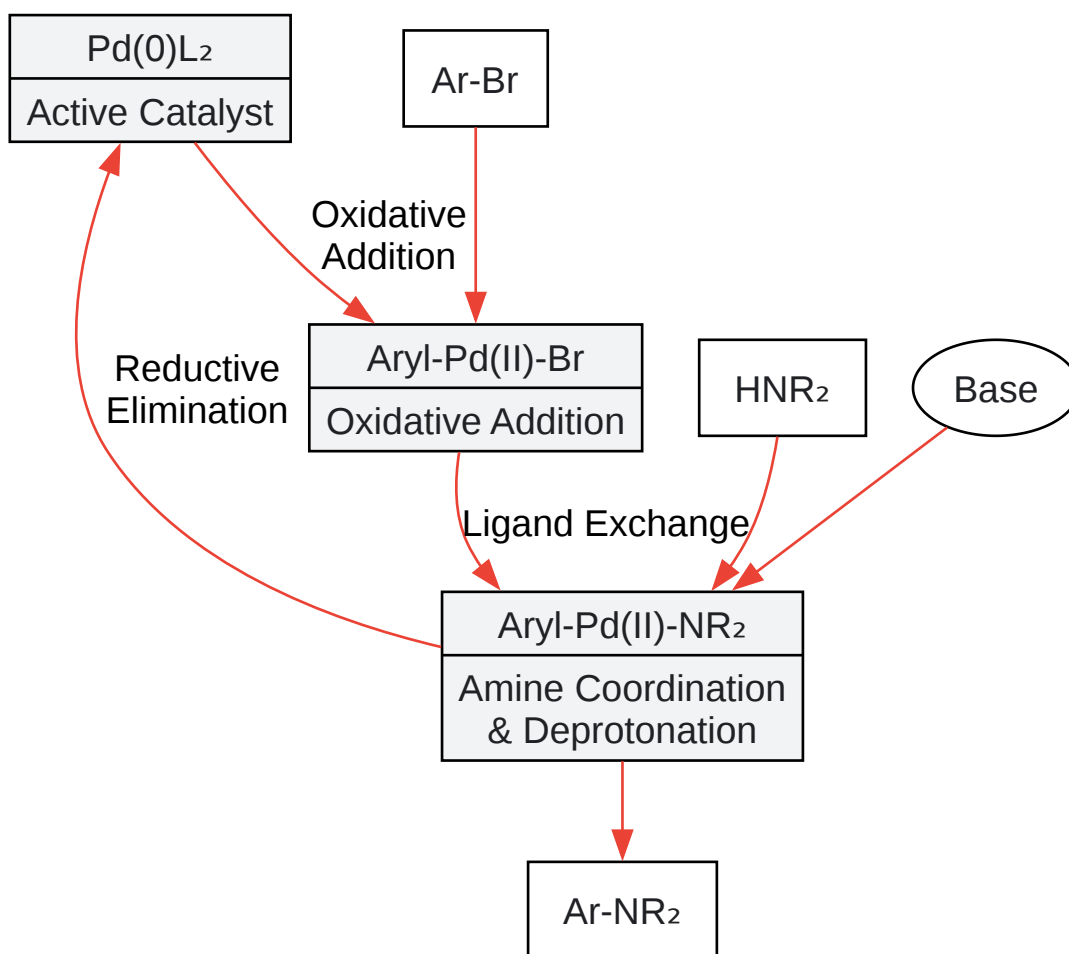 Pd(0)L₂
Active Catalyst
Ar-Br
Oxidative
Addition
Reductive
Elimination
Aryl-Pd(II)-Br
Oxidative Addition
HNR₂
Base
Ligand Exchange
Aryl-Pd(II)-NR₂
Amine Coordination
& Deprotonation
Ar-NR₂